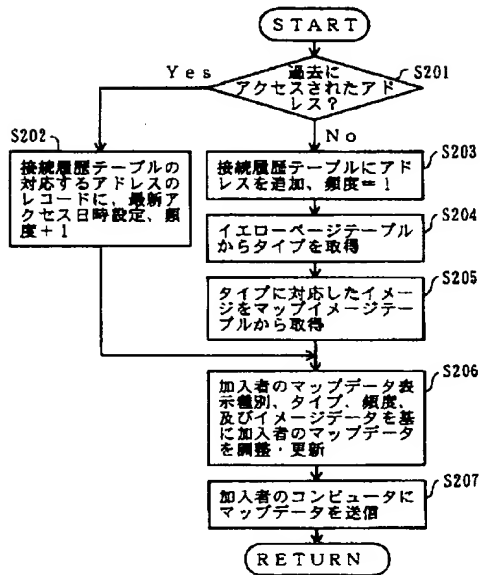 START
S201
過去に
アクセスされたアド
レス?
Yes
No
S202
接続履歴テーブルの
対応するアドレスの
レコードに、最新アク
セス日時設定、頻
度+1
S203
接続履歴テーブルにアド
レスを追加、頻度=1
S204
イエローページテーブル
からタイプを取得
S205
タイプに対応したイメー
ジをマップイメージテー
ブルから取得
S206
加入者のマップデータ表
示種別、タイプ、頻度、
及びイメージデータを基
に加入者のマップデータ
を調整・更新
S207
加入者のコンピュータに
マップデータを送信
RETURN